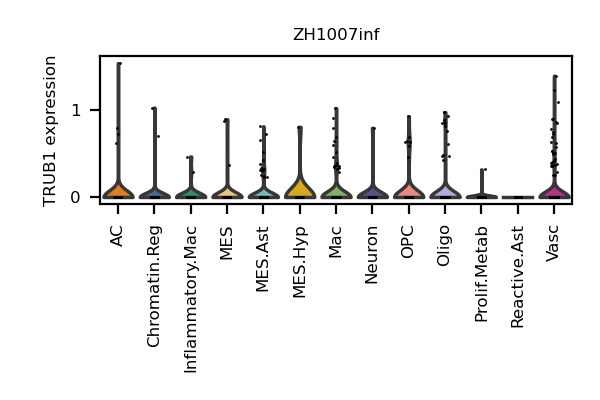 ZH1007inf
TRUB1 expression
1
0
AC
Chromatin.Reg
Inflammatory.Mac
MES
MES.Ast
MES.Hyp
Mac
Neuron
OPC
Oligo
Prolif.Metab
Reactive.Ast
Vasc